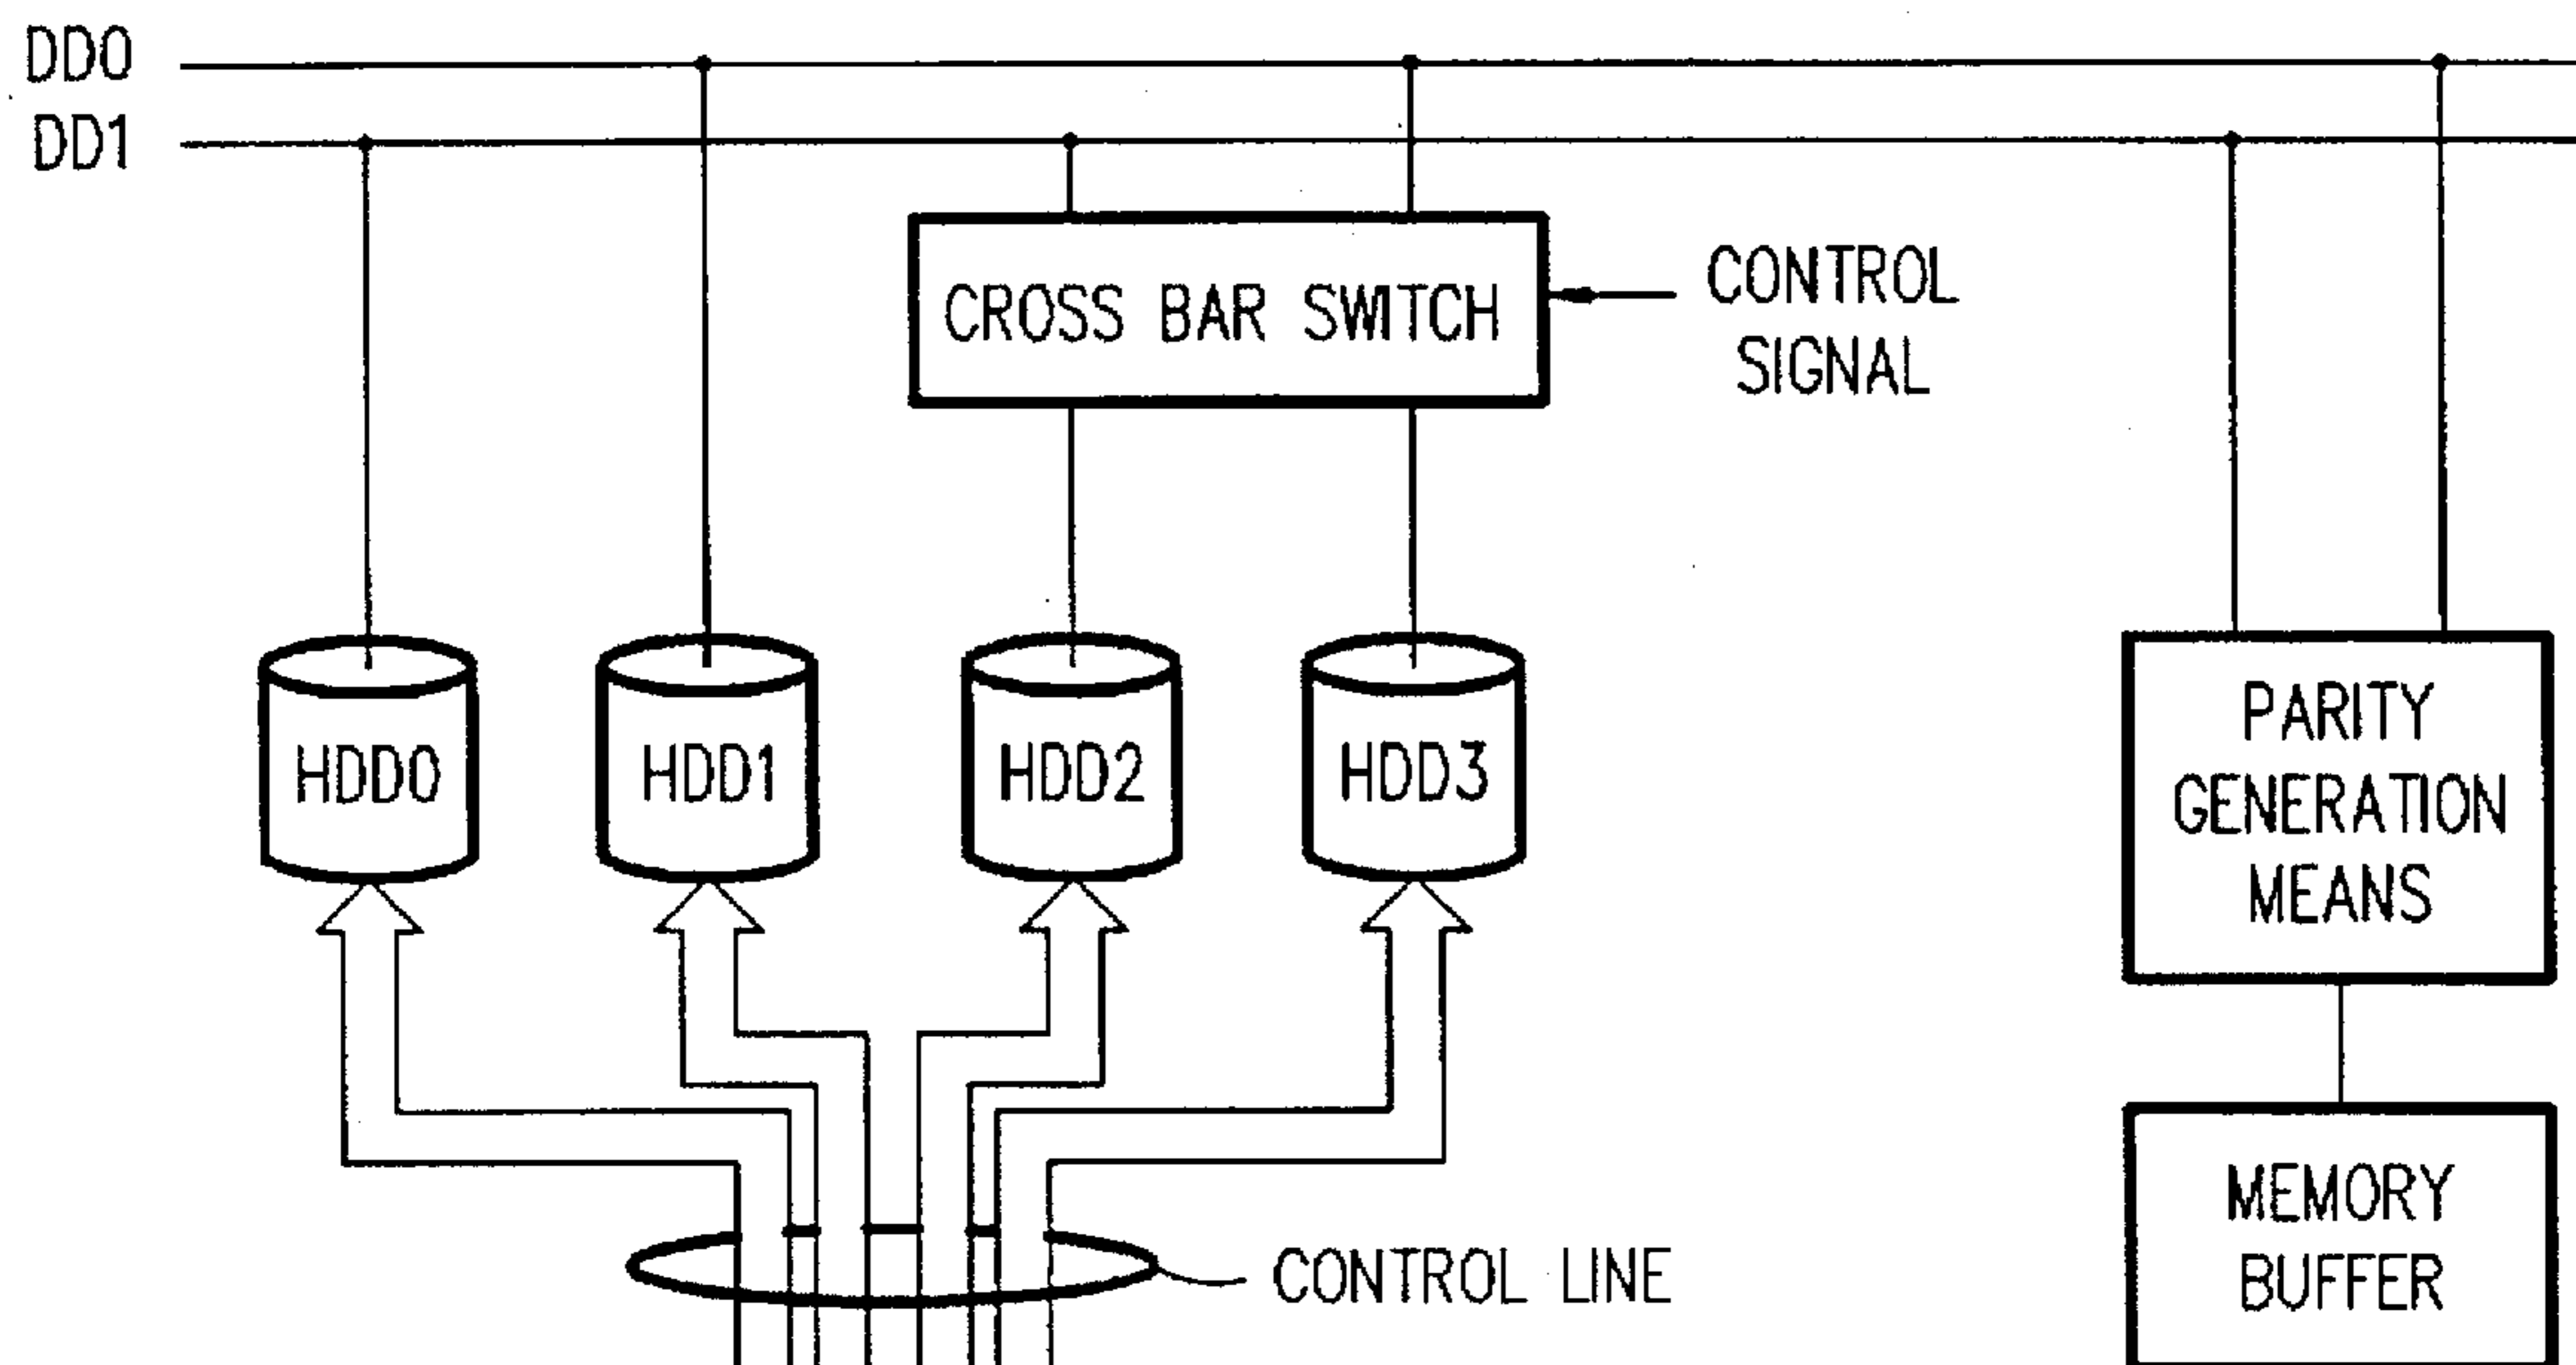 DD0
DD1
CROSS BAR SWITCH
CONTROL
SIGNAL
HDD0
HDD1
HDD2
HDD3
PARITY
GENERATION
MEANS
MEMORY
BUFFER
CONTROL LINE